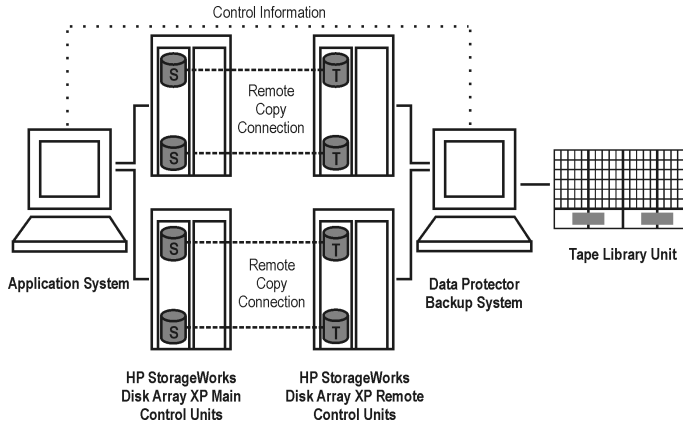 Control Information
S
T
Remote
Copy
Connection
S
T
S
T
Remote
Copy
Connection
S
T
Application System
Data Protector
Backup System
Tape Library Unit
HP StorageWorks
Disk Array XP Main
Control Units
HP StorageWorks
Disk Array XP Remote
Control Units